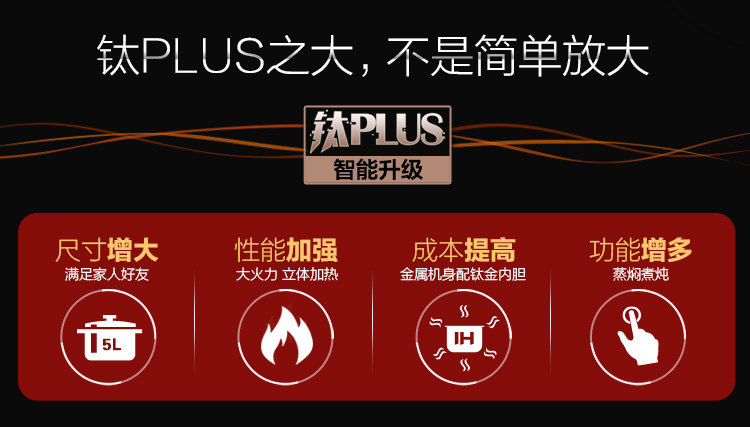 钛PLUS之大，不是简单放大
钛PLUS
智能升级
尺寸增大
满足家人好友
5L
性能加强
大火力 立体加热
成本提高
金属机身配钛金内胆
IH
功能增多
蒸焖煮炖